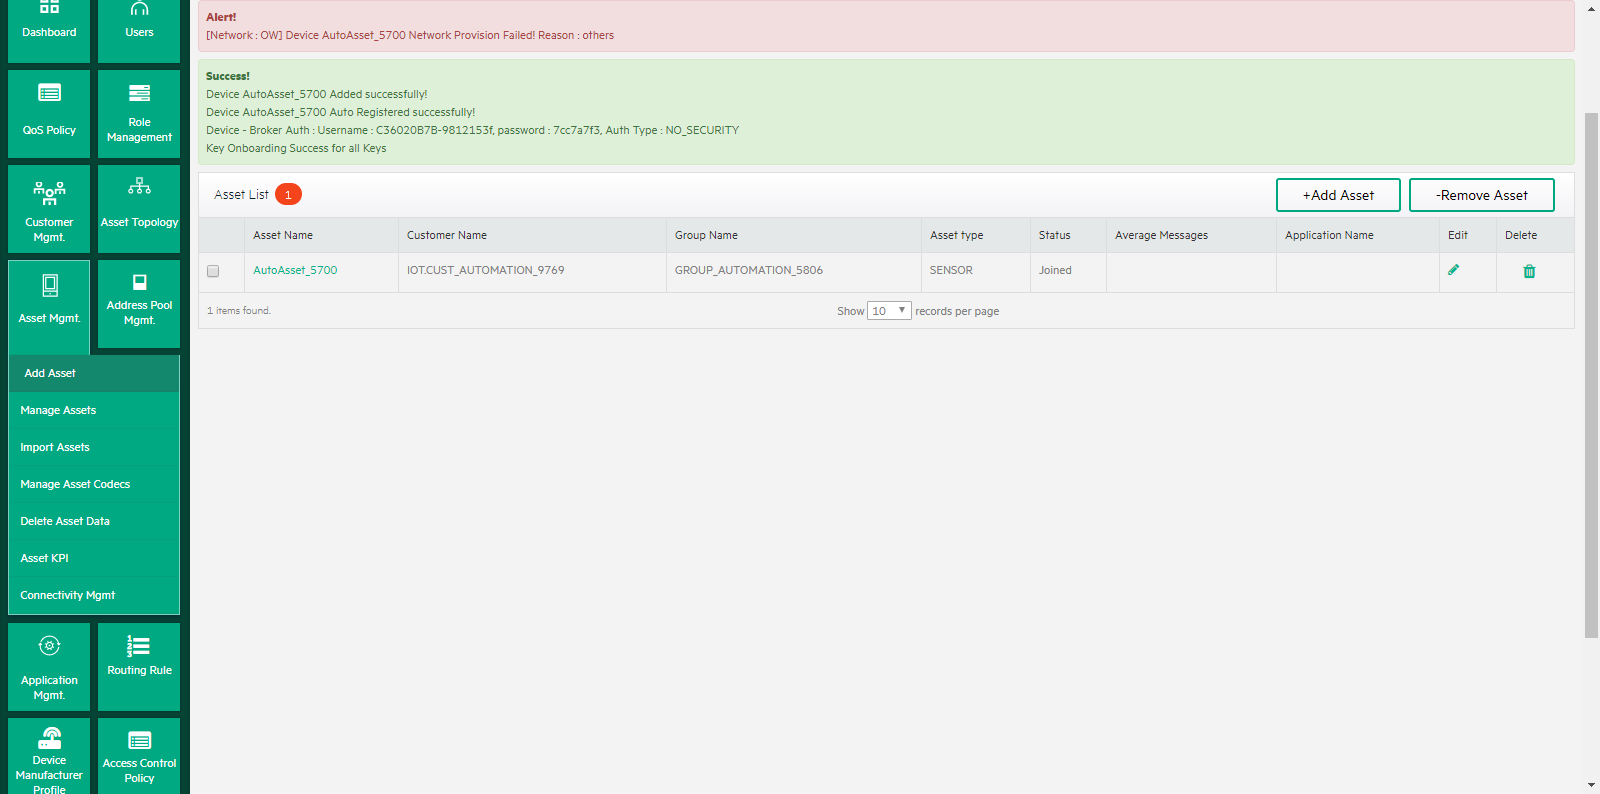 Dashboard
Users
QoS Policy
Role
Management
Customer
Mgmt.
Asset Topology
Asset Mgmt.
Address Pool
Mgmt.
Add Asset
Manage Assets
Import Assets
Manage Asset Codecs
Delete Asset Data
Asset KPI
Connectivity Mgmt
Application
Mgmt.
Routing Rule
Device
Manufacturer
Profile
Access Control
Policy
Alert!
[Network : OW] Device AutoAsset_5700 Network Provision Failed! Reason : others
Success!
Device AutoAsset_5700 Added successfully!
Device AutoAsset_5700 Auto Registered successfully!
Device - Broker Auth : Username : C36020B7B-9812153f, password : 7cc7a7f3, Auth Type : NO_SECURITY
Key Onboarding Success for all Keys
Asset List 1
+Add Asset -Remove Asset
Asset Name Customer Name Group Name Asset type Status Average Messages Application Name Edit Delete
AutoAsset_5700 IOT.CUST_AUTOMATION_9769 GROUP_AUTOMATION_5806 SENSOR Joined
1 items found. Show 10 records per page